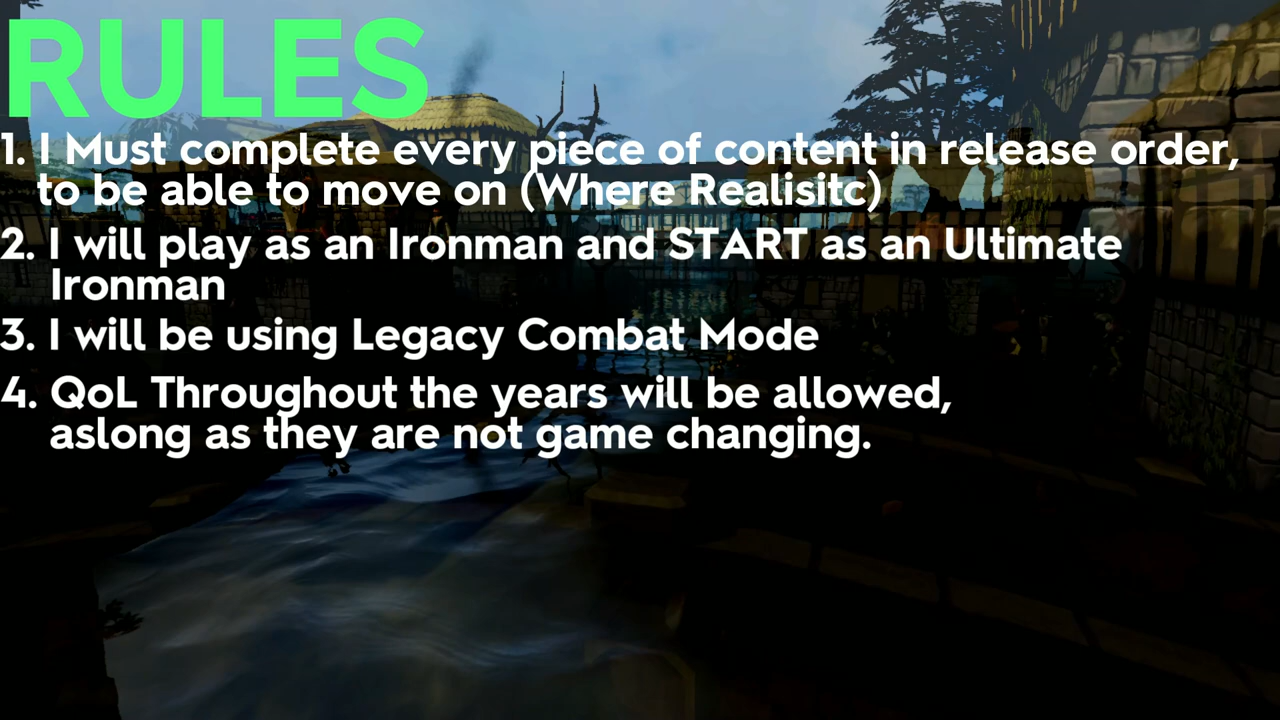 RULES
1. I Must complete every piece of content in release order,
to be able to move on (Where Realisitc)
2. I will play as an Ironman and START as an Ultimate
Ironman
3. I will be using Legacy Combat Mode
4. QoL Throughout the years will be allowed,
aslong as they are not game changing.